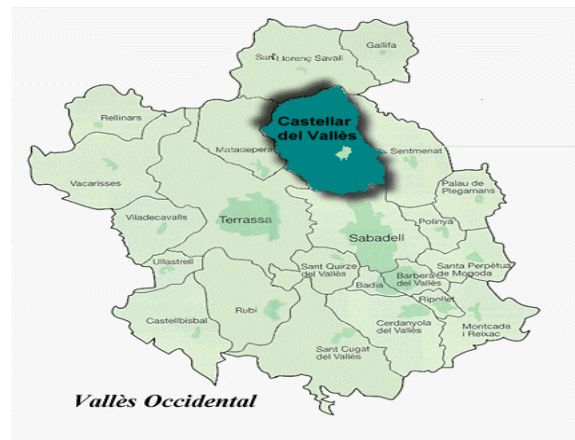 Gallifa
Sant Llorenç Savall
Rellinars
Castellar
del Vallès
Matadepera
Sentmenat
Vacarisses
Palau de
Plegamans
Viladecavalls
Terrassa
Polinya
Sabadell
Ullastrell
Sant Quirze
del Vallès
Santa Perpètua
de Mogoda
Barberà
del Vallès
Badia
Ripollet
Rubí
Castellbisbal
Cerdanyola
del Vallès
Montcada
i Reixac
Sant Cugat
del Vallès
Vallès Occidental